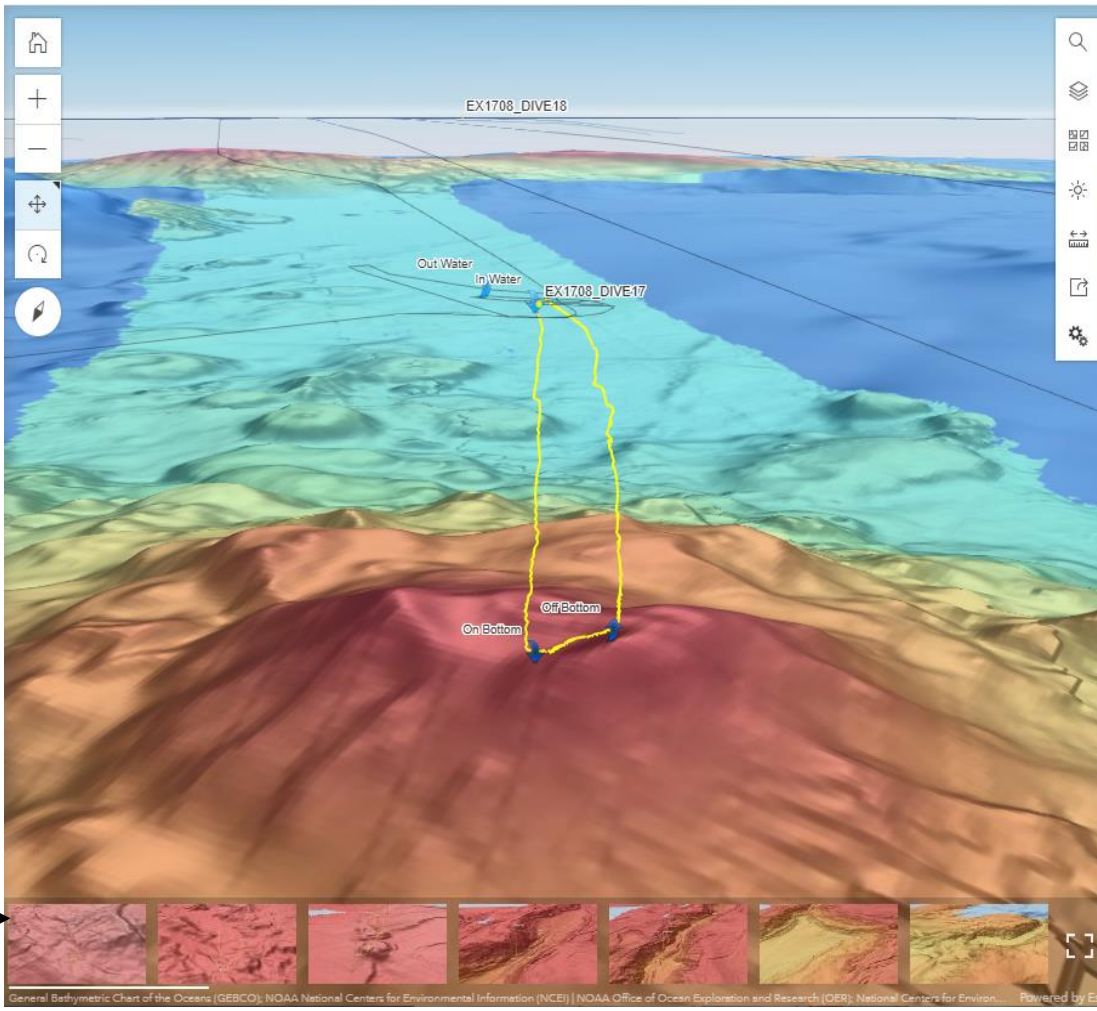 EX1708_DIVE18
Out Water
In Water
EX1708_DIVE17
Off Bottom
On Bottom
General Bathymetric Chart of the Oceans (GEBCO); NOAA National Centers for Environmental Information (NCEI) | NOAA Office of Ocean Exploration and Research (OER); National Centers for Environ... Powered by Es